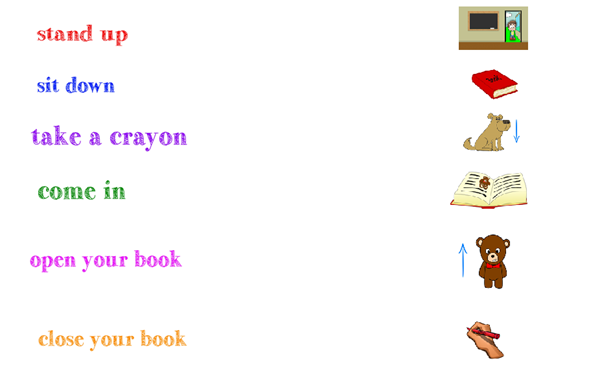 stand up
sit down
take a crayon
come in
open your book
close your book